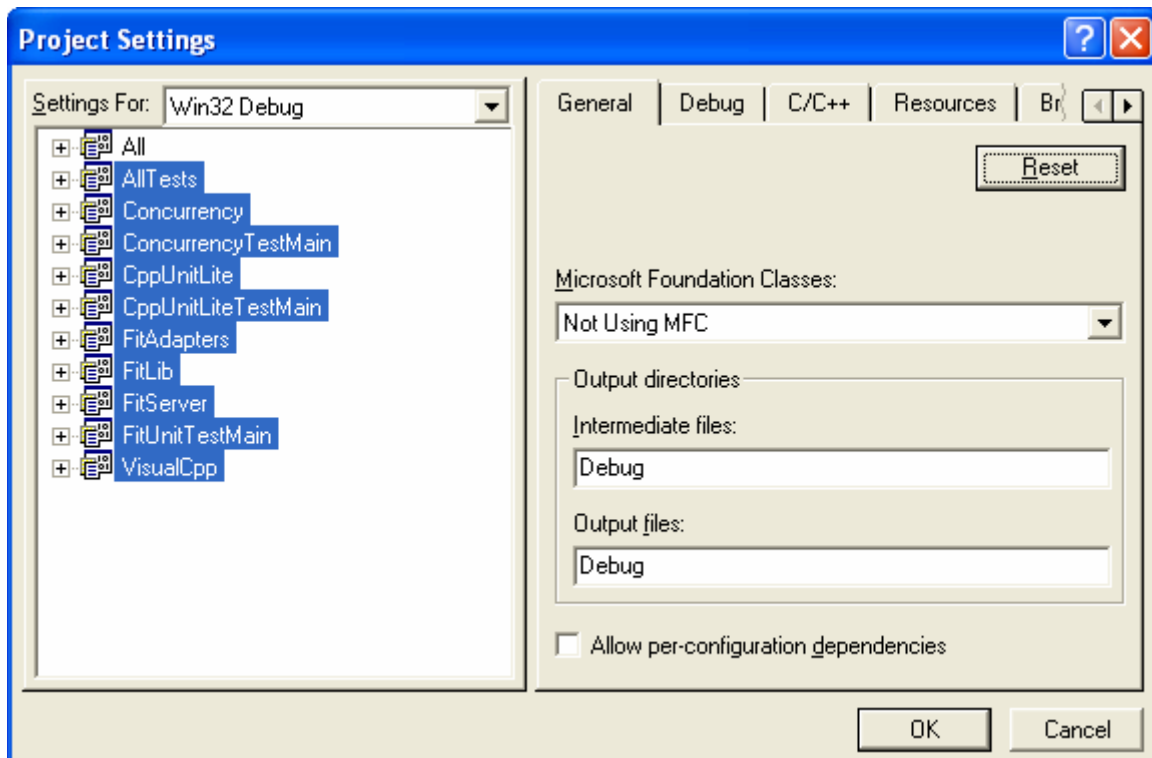 Project Settings
Settings For: Win32 Debug
All
AllTests
Concurrency
ConcurrencyTestMain
CppUnitLite
CppUnitLiteTestMain
FitAdapters
FitLib
FitServer
FitUnitTestMain
VisualCpp
General Debug C/C++ Resources Br
Reset
Microsoft Foundation Classes:
Not Using MFC
Output directories
Intermediate files:
Debug
Output files:
Debug
Allow per-configuration dependencies
OK Cancel